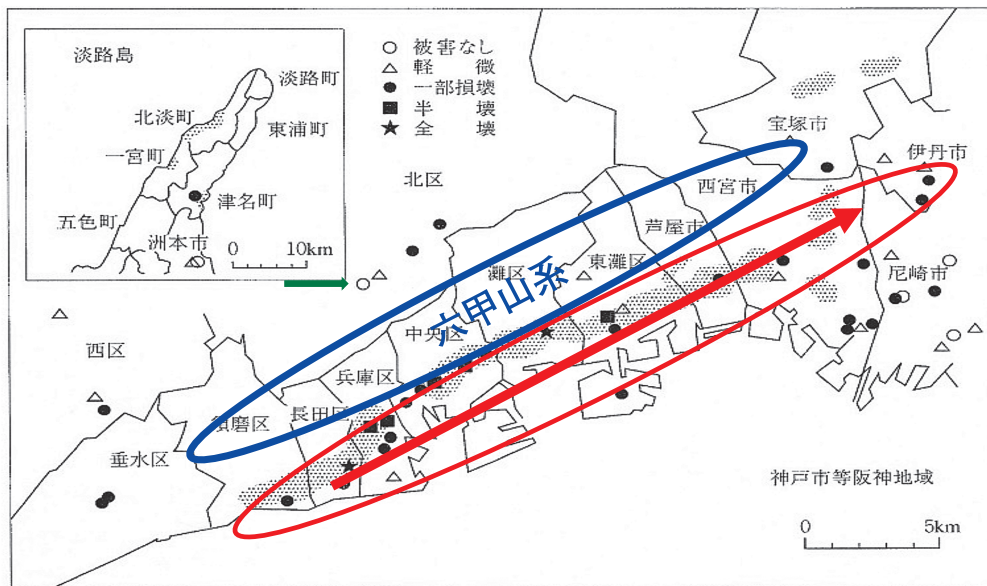 淡路島
淡路町
北淡町
東浦町
一宮町
津名町
五色町
洲本市
0 10km
○ 被害なし
△ 軽微
● 一部損壊
■ 半壊
★ 全壊
宝塚市
伊丹市
北区
西宮市
芦屋市
東灘区
灘区
六甲山系
尼崎市
中央区
西区
兵庫区
長田区
須磨区
垂水区
神戸市等阪神地域
0 5km